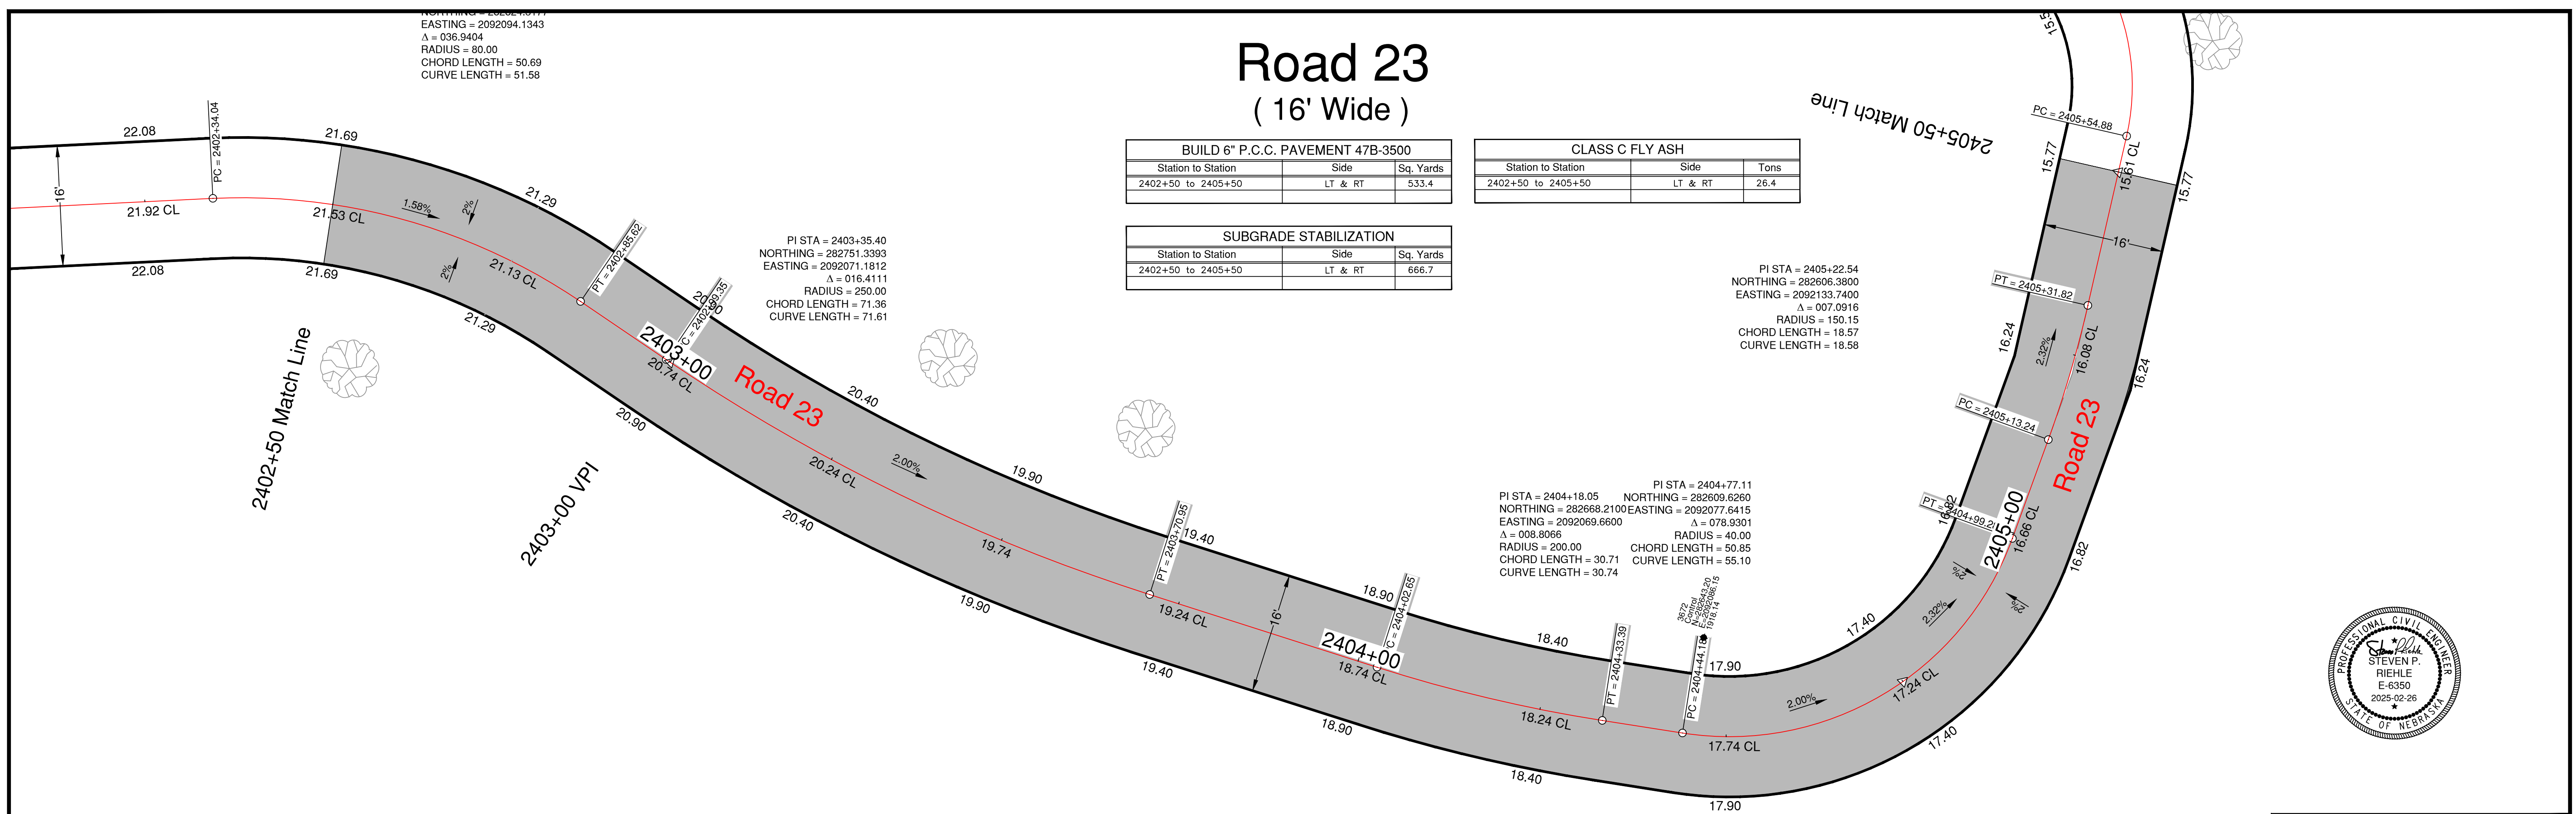 EASTING = 2092094.1343
Δ = 036.9404
RADIUS = 80.00
CHORD LENGTH = 50.69
CURVE LENGTH = 51.58
Road 23
( 16' Wide )
BUILD 6" P.C.C. PAVEMENT 47B-3500
Station to Station Side Sq. Yards
2402+50 to 2405+50 LT & RT 533.4
CLASS C FLY ASH
Station to Station Side Tons
2402+50 to 2405+50 LT & RT 26.4
SUBGRADE STABILIZATION
Station to Station Side Sq. Yards
2402+50 to 2405+50 LT & RT 666.7
22.08
PC = 2402+34.04
21.69
16'
21.92 CL
21.53 CL
1.58%
2%
21.29
22.08
21.69
2%
21.13 CL
PT = 2402+85.62
21.29
2402+50 Match Line
PI STA = 2403+35.40
NORTHING = 282751.3393
EASTING = 2092071.1812
Δ = 016.4111
RADIUS = 250.00
CHORD LENGTH = 71.36
CURVE LENGTH = 71.61
2403+00
20.74 CL
Road 23
20.90
20.40
2403+00 VPI
20.24 CL
2.00%
19.90
20.40
19.74
19.90
PT = 2403+70.95
19.40
19.24 CL
19.40
16'
18.90
2404+00
18.74 CL
18.90
PI STA = 2404+18.05
NORTHING = 282668.2100
EASTING = 2092069.6600
Δ = 008.8066
RADIUS = 200.00
CHORD LENGTH = 30.71
CURVE LENGTH = 30.74
PI STA = 2404+77.11
NORTHING = 282609.6260
EASTING = 2092077.6415
Δ = 078.9301
RADIUS = 40.00
CHORD LENGTH = 50.85
CURVE LENGTH = 55.10
3672
Control
N=282643.20
E=2092086.15
1918.14
18.40
PT = 2404+33.39
PC = 2404+44.18
17.90
18.24 CL
18.40
17.74 CL
17.90
2.00%
17.40
17.24 CL
17.40
2.32%
2%
2%
2405+00
16.66 CL
16.82
PI STA = 2405+22.54
NORTHING = 282606.3800
EASTING = 2092133.7400
Δ = 007.0916
RADIUS = 150.15
CHORD LENGTH = 18.57
CURVE LENGTH = 18.58
PC = 2405+13.24
Road 23
16.24
2.32%
16.08 CL
16.24
PT = 2405+31.82
16'
15.77
15.61 CL
15.77
PC = 2405+54.88
2405+50 Match Line
PROFESSIONAL CIVIL ENGINEER
STEVEN P.
RIEHLE
E-6350
2025-02-26
STATE OF NEBRASKA